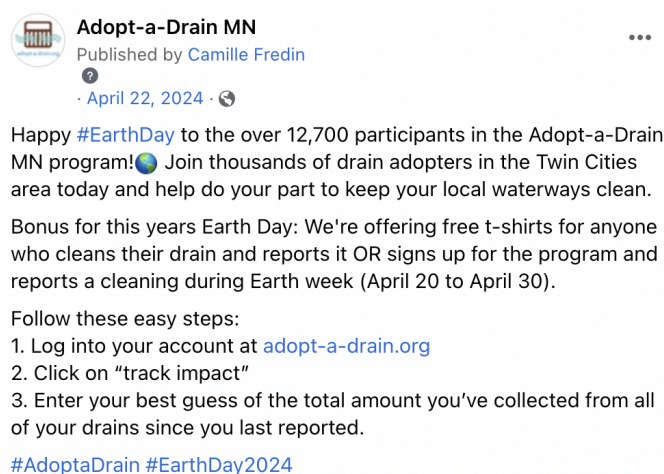 Adopt-a-Drain MN
Published by Camille Fredin
· April 22, 2024 ·
Happy #EarthDay to the over 12,700 participants in the Adopt-a-Drain
MN program!🌎 Join thousands of drain adopters in the Twin Cities
area today and help do your part to keep your local waterways clean.
Bonus for this years Earth Day: We're offering free t-shirts for anyone
who cleans their drain and reports it OR signs up for the program and
reports a cleaning during Earth week (April 20 to April 30).
Follow these easy steps:
1. Log into your account at adopt-a-drain.org
2. Click on “track impact”
3. Enter your best guess of the total amount you’ve collected from all
of your drains since you last reported.
#AdoptaDrain #EarthDay2024